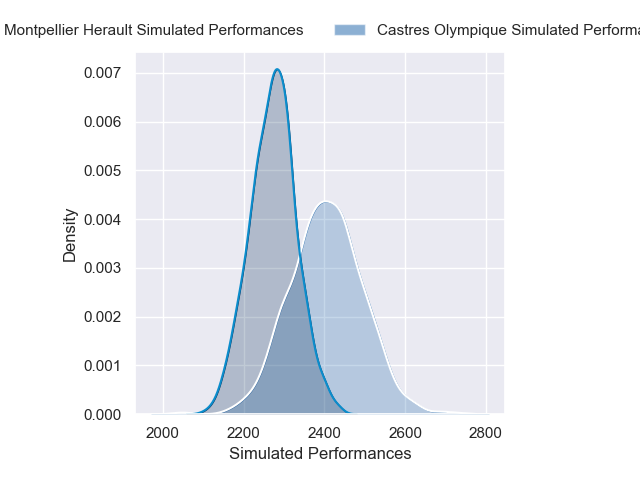 Montpellier Herault Simulated Performances
Castres Olympique Simulated
0.007
0.006
0.005
0.004
0.003
0.002
0.001
0.000
Density
2000 2200 2400 2600 2800
Simulated Performances